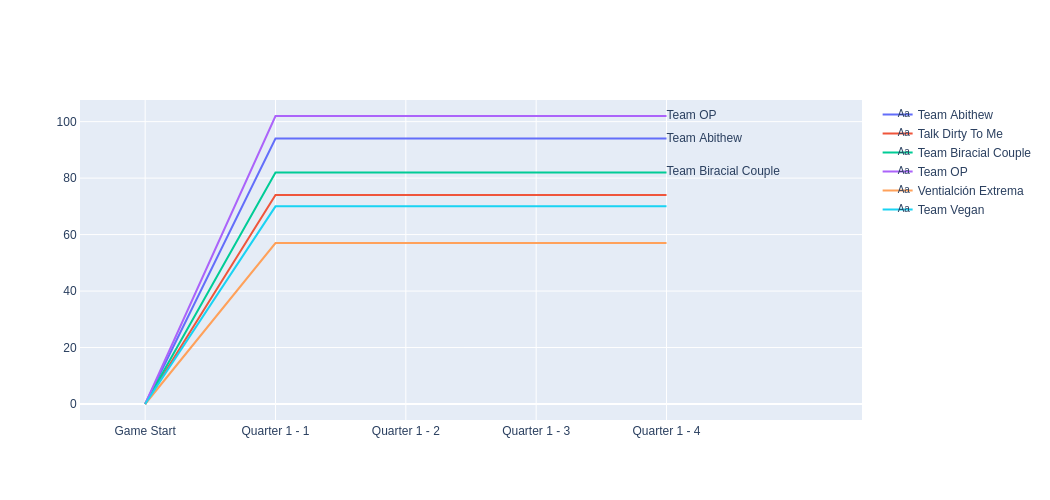 100
80
60
40
20
0
Game Start
Quarter 1 - 1
Quarter 1 - 2
Quarter 1 - 3
Quarter 1 - 4
Team OP
Team Abithew
Team Biracial Couple
Aa Team Abithew
Aa Talk Dirty To Me
Aa Team Biracial Couple
Aa Team OP
Aa Ventialción Extrema
Aa Team Vegan